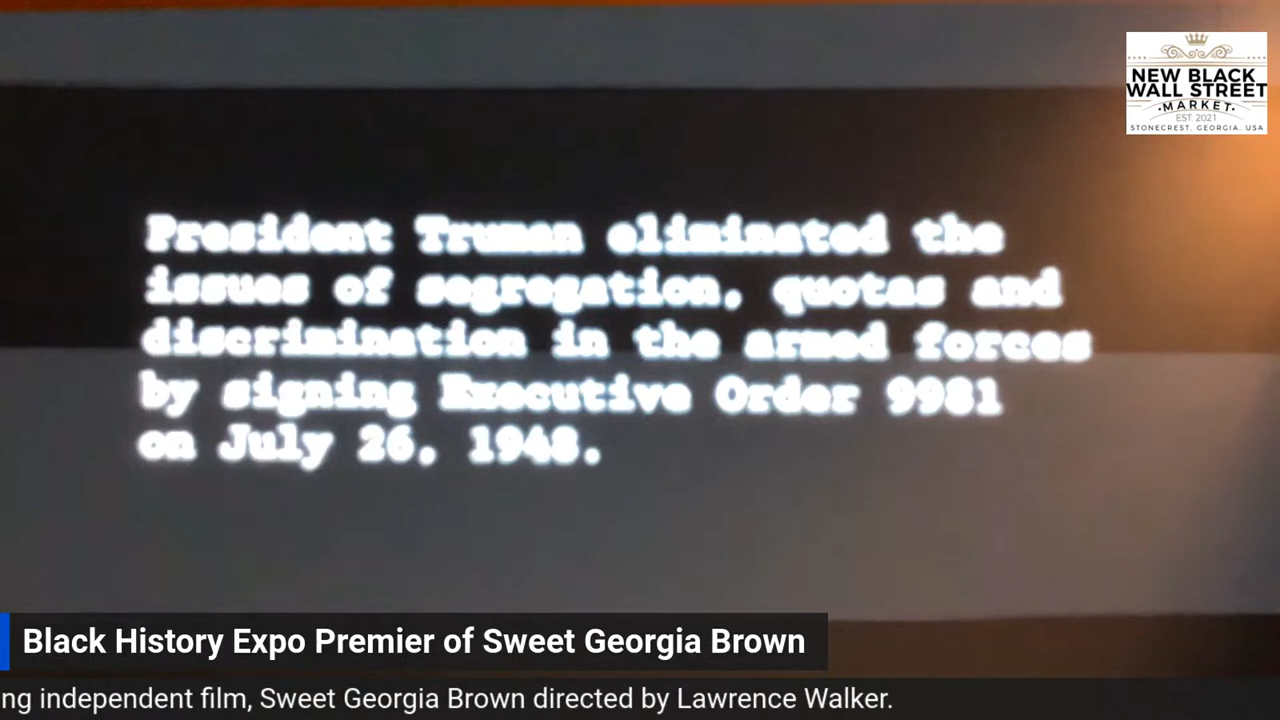 NEW BLACK
WALL STREET
·MARKET·
EST. 2021
STONECREST, GEORGIA, USA
President Truman eliminated the
issues of segregation, quotas and
discrimination in the armed forces
by signing Executive Order 9981
on July 26, 1948.
Black History Expo Premier of Sweet Georgia Brown
ng independent film, Sweet Georgia Brown directed by Lawrence Walker.